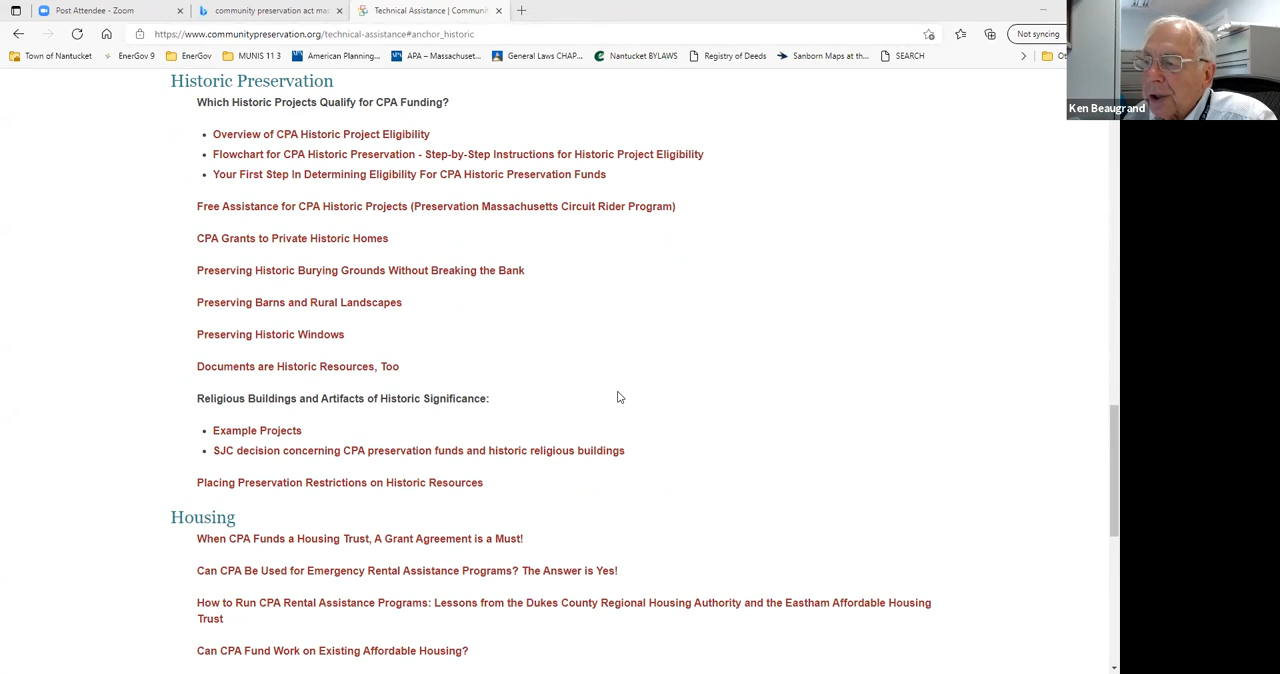 Post Attendee - Zoom
community preservation act mas
Technical Assistance | Communit
https://www.communitypreservation.org/technical-assistance#anchor_historic
Not syncing
Town of Nantucket
EnerGov 9
EnerGov
MUNIS 11 3
American Planning...
APA – Massachuset...
General Laws CHAP...
Nantucket BYLAWS
Registry of Deeds
Sanborn Maps at th...
SEARCH
Ken Beaugrand
Historic Preservation
Which Historic Projects Qualify for CPA Funding?
• Overview of CPA Historic Project Eligibility
• Flowchart for CPA Historic Preservation - Step-by-Step Instructions for Historic Project Eligibility
• Your First Step In Determining Eligibility For CPA Historic Preservation Funds
Free Assistance for CPA Historic Projects (Preservation Massachusetts Circuit Rider Program)
CPA Grants to Private Historic Homes
Preserving Historic Burying Grounds Without Breaking the Bank
Preserving Barns and Rural Landscapes
Preserving Historic Windows
Documents are Historic Resources, Too
Religious Buildings and Artifacts of Historic Significance:
• Example Projects
• SJC decision concerning CPA preservation funds and historic religious buildings
Placing Preservation Restrictions on Historic Resources
Housing
When CPA Funds a Housing Trust, A Grant Agreement is a Must!
Can CPA Be Used for Emergency Rental Assistance Programs? The Answer is Yes!
How to Run CPA Rental Assistance Programs: Lessons from the Dukes County Regional Housing Authority and the Eastham Affordable Housing
Trust
Can CPA Fund Work on Existing Affordable Housing?